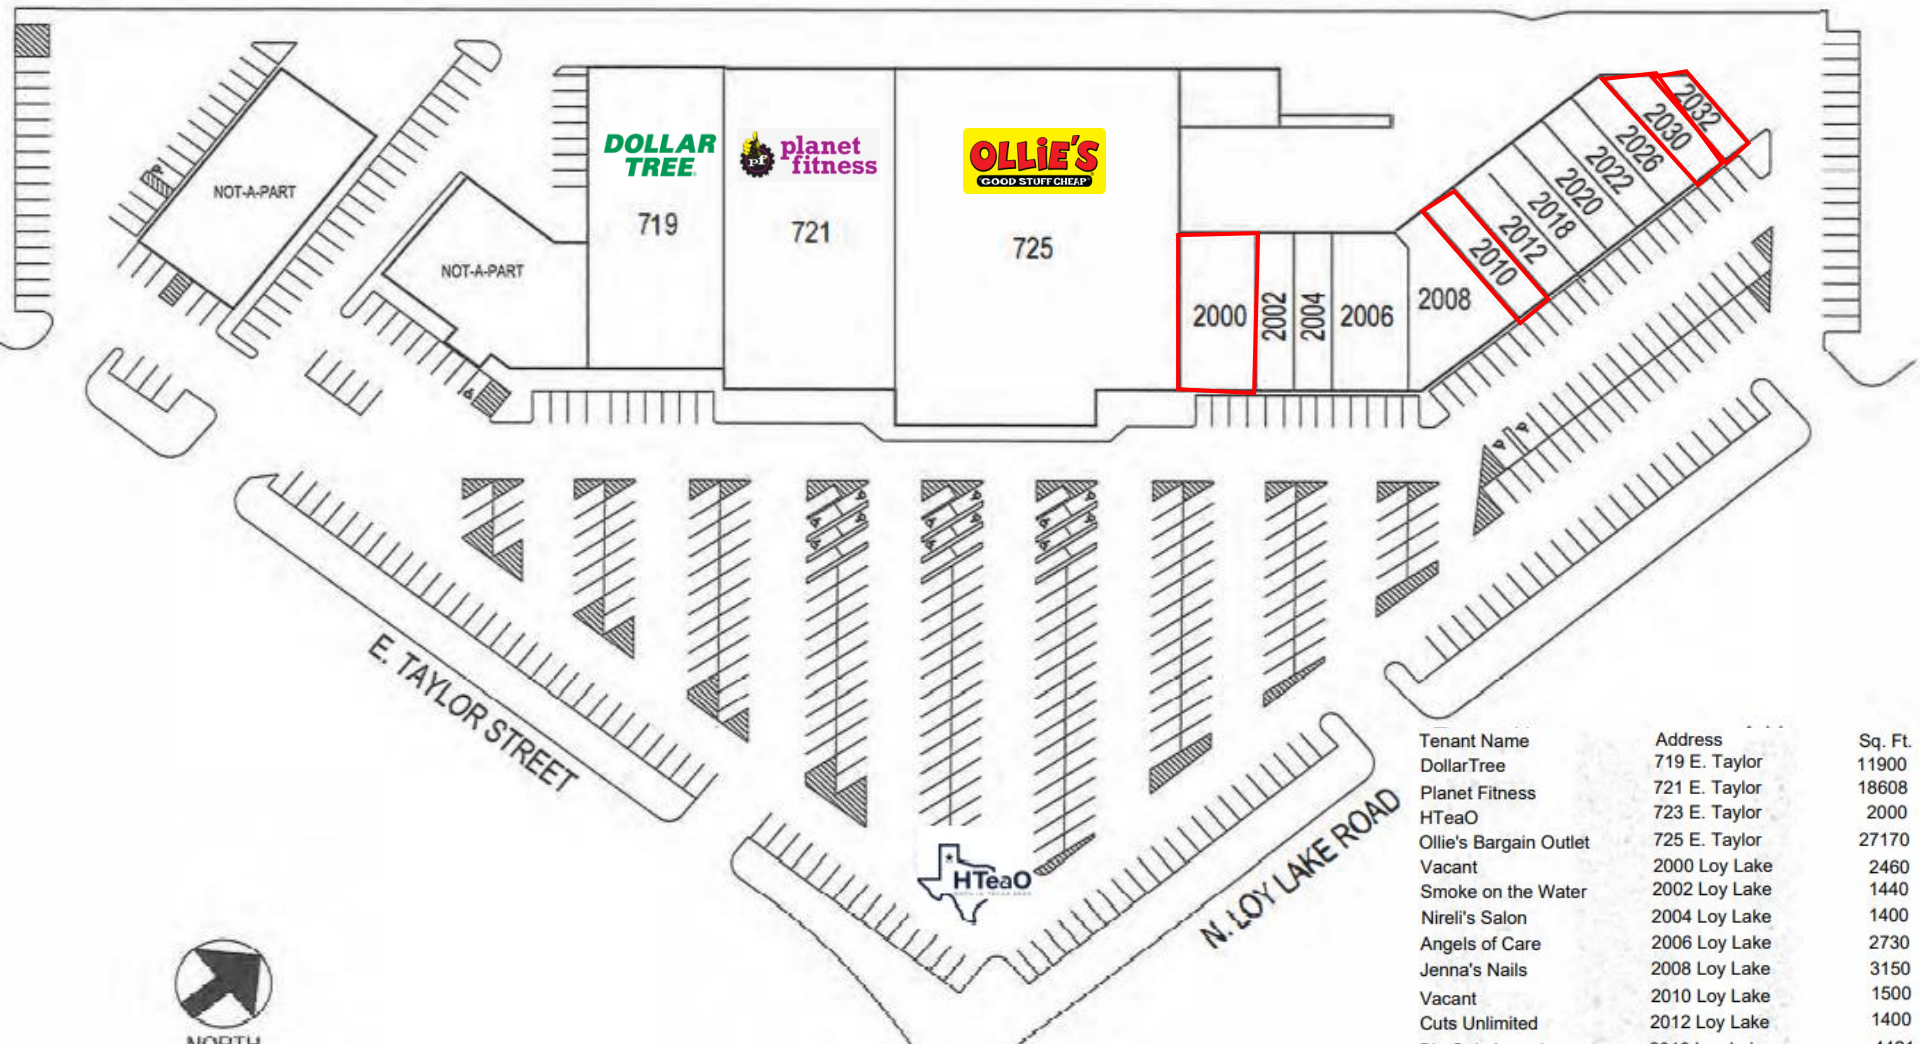 DOLLAR
TREE
719
planet
fitness
pf
721
OLLIE'S
GOOD STUFF CHEAP
725
NOT-A-PART
NOT-A-PART
2000
2002
2004
2006
2008
2010
2012
2018
2020
2022
2026
2030
2032
E. TAYLOR STREET
N. LOY LAKE ROAD
HTeaO
NORTH
Tenant Name Address Sq. Ft.
DollarTree 719 E. Taylor 11900
Planet Fitness 721 E. Taylor 18608
HTeaO 723 E. Taylor 2000
Ollie's Bargain Outlet 725 E. Taylor 27170
Vacant 2000 Loy Lake 2460
Smoke on the Water 2002 Loy Lake 1440
Nireli's Salon 2004 Loy Lake 1400
Angels of Care 2006 Loy Lake 2730
Jenna's Nails 2008 Loy Lake 3150
Vacant 2010 Loy Lake 1500
Cuts Unlimited 2012 Loy Lake 1400